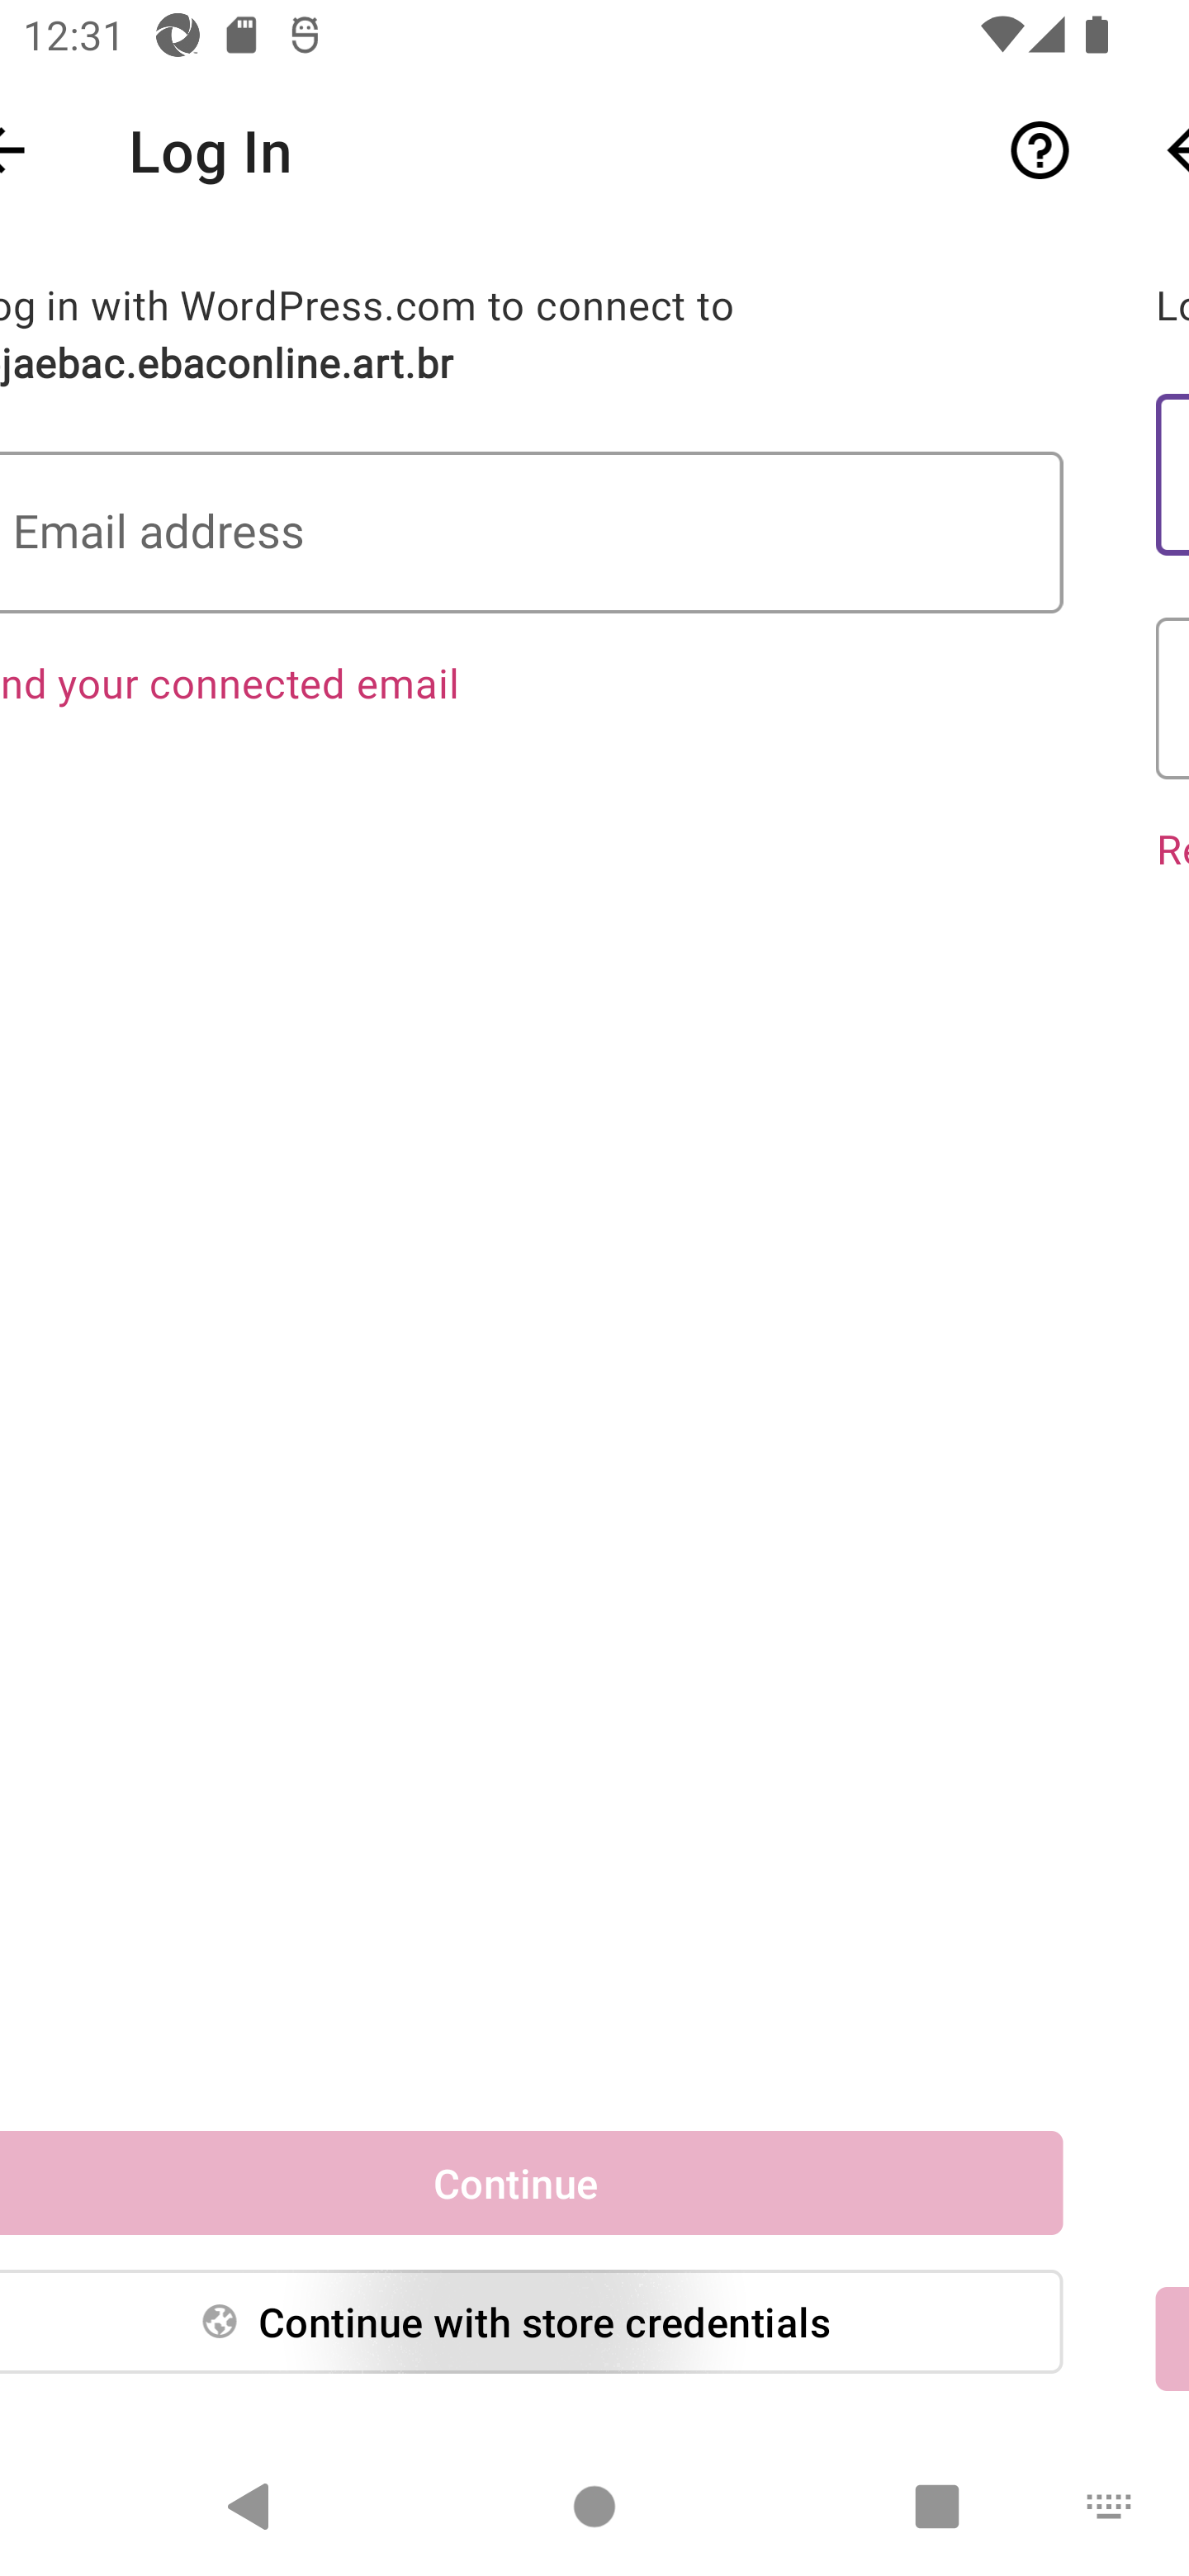 12:31
Log In
og in with WordPress.com to connect to
jaebac.ebaconline.art.br
Lo
Email address
nd your connected email
Re
Continue
Continue with store credentials